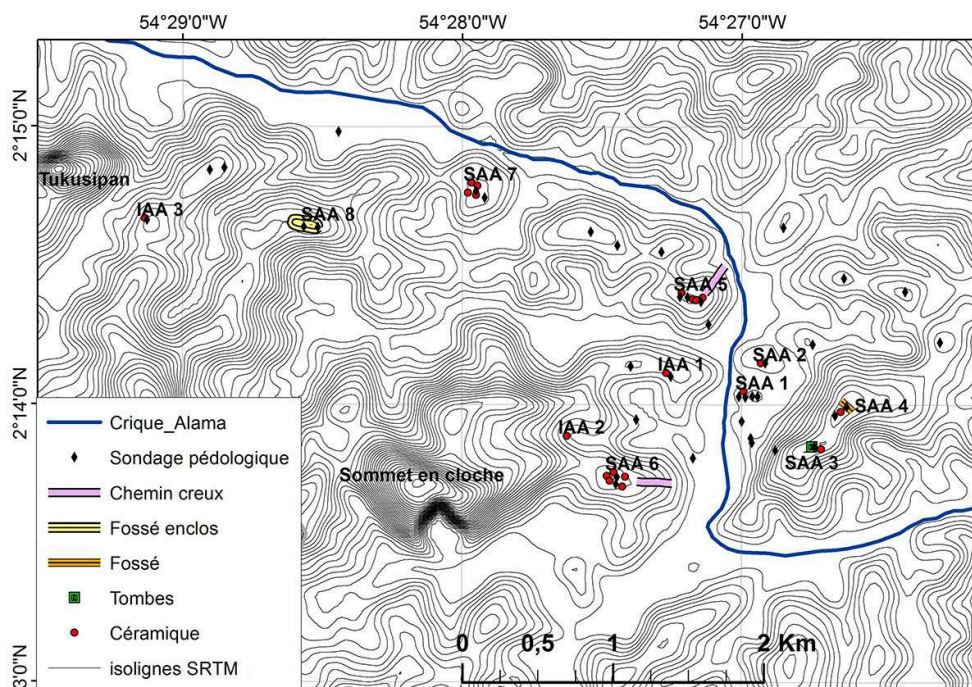 54°29'0"W
54°28'0"W
54°27'0"W
2°15'0"N
Tukusipan
SAA 7
IAA 3
SAA 8
SAA 5
SAA 2
IAA 1
SAA 1
2°14'0"N
SAA 4
IAA 2
SAA 3
SAA 6
Sommet en cloche
Crique_Alama
Sondage pédologique
Chemin creux
Fossé enclos
Fossé
Tombes
Céramique
isolignes SRTM
0 0,5 1 2 Km
3'0"N